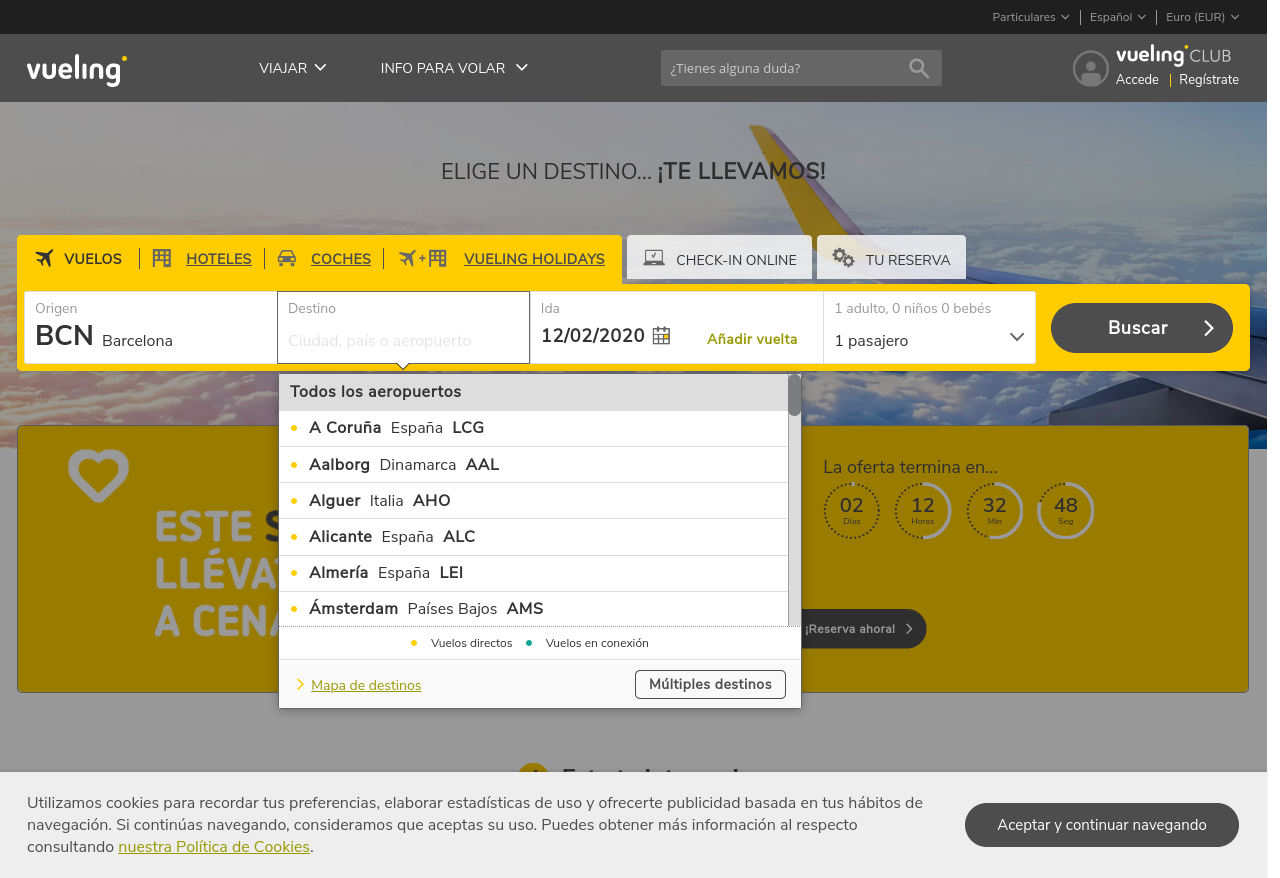 Particulares Español Euro (EUR)
vueling VIAJAR INFO PARA VOLAR ¿Tienes alguna duda? vueling CLUB
Accede Regístrate
ELIGE UN DESTINO... ¡TE LLEVAMOS!
VUELOS HOTELES COCHES + VUELING HOLIDAYS CHECK-IN ONLINE TU RESERVA
Origen Destino Ida 1 adulto, 0 niños 0 bebés
BCN Barcelona Ciudad, país o aeropuerto 12/02/2020 Añadir vuelta 1 pasajero Buscar
Todos los aeropuertos
A Coruña España LCG
Aalborg Dinamarca AAL
Alguer Italia AHO
Alicante España ALC
Almería España LEI
Ámsterdam Países Bajos AMS
Vuelos directos Vuelos en conexión
Mapa de destinos Múltiples destinos
ESTE
LLÉVA
A CENA
La oferta termina en...
02 12 32 48
Días Horas Min Seg
¡Reserva ahora!
Utilizamos cookies para recordar tus preferencias, elaborar estadísticas de uso y ofrecerte publicidad basada en tus hábitos de
navegación. Si continúas navegando, consideramos que aceptas su uso. Puedes obtener más información al respecto
consultando nuestra Política de Cookies.
Aceptar y continuar navegando